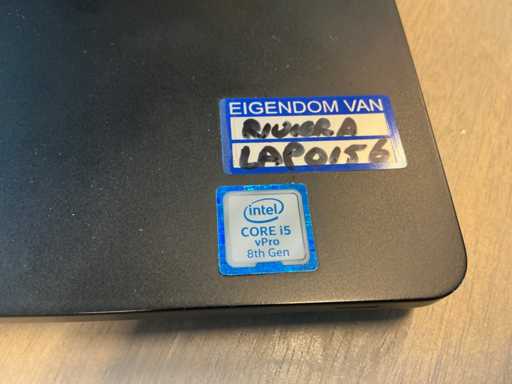 EIGENDOM VAN
RIVIERA
LAP0156
intel
CORE i5
vPro
8th Gen